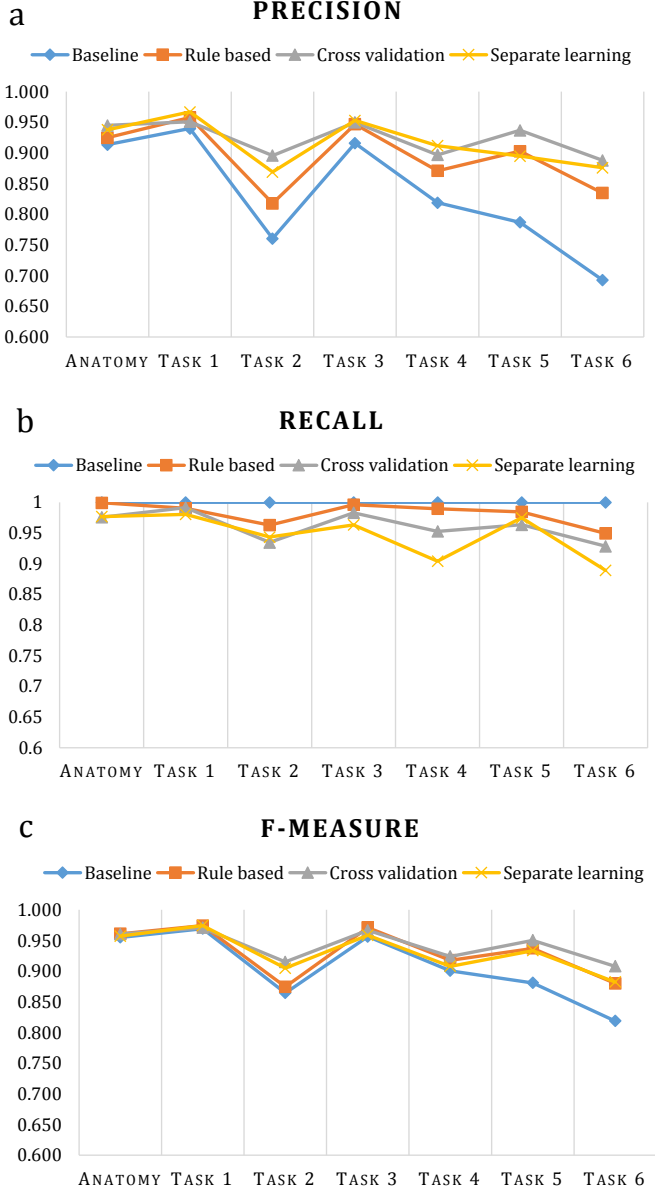 a
PRECISION
Baseline Rule based Cross validation Separate learning
1.000
0.950
0.900
0.850
0.800
0.750
0.700
0.650
0.600
ANATOMY TASK 1 TASK 2 TASK 3 TASK 4 TASK 5 TASK 6
b
RECALL
Baseline Rule based Cross validation Separate learning
1
0.95
0.9
0.85
0.8
0.75
0.7
0.65
0.6
ANATOMY TASK 1 TASK 2 TASK 3 TASK 4 TASK 5 TASK 6
c
F-MEASURE
Baseline Rule based Cross validation Separate learning
1.000
0.950
0.900
0.850
0.800
0.750
0.700
0.650
0.600
ANATOMY TASK 1 TASK 2 TASK 3 TASK 4 TASK 5 TASK 6